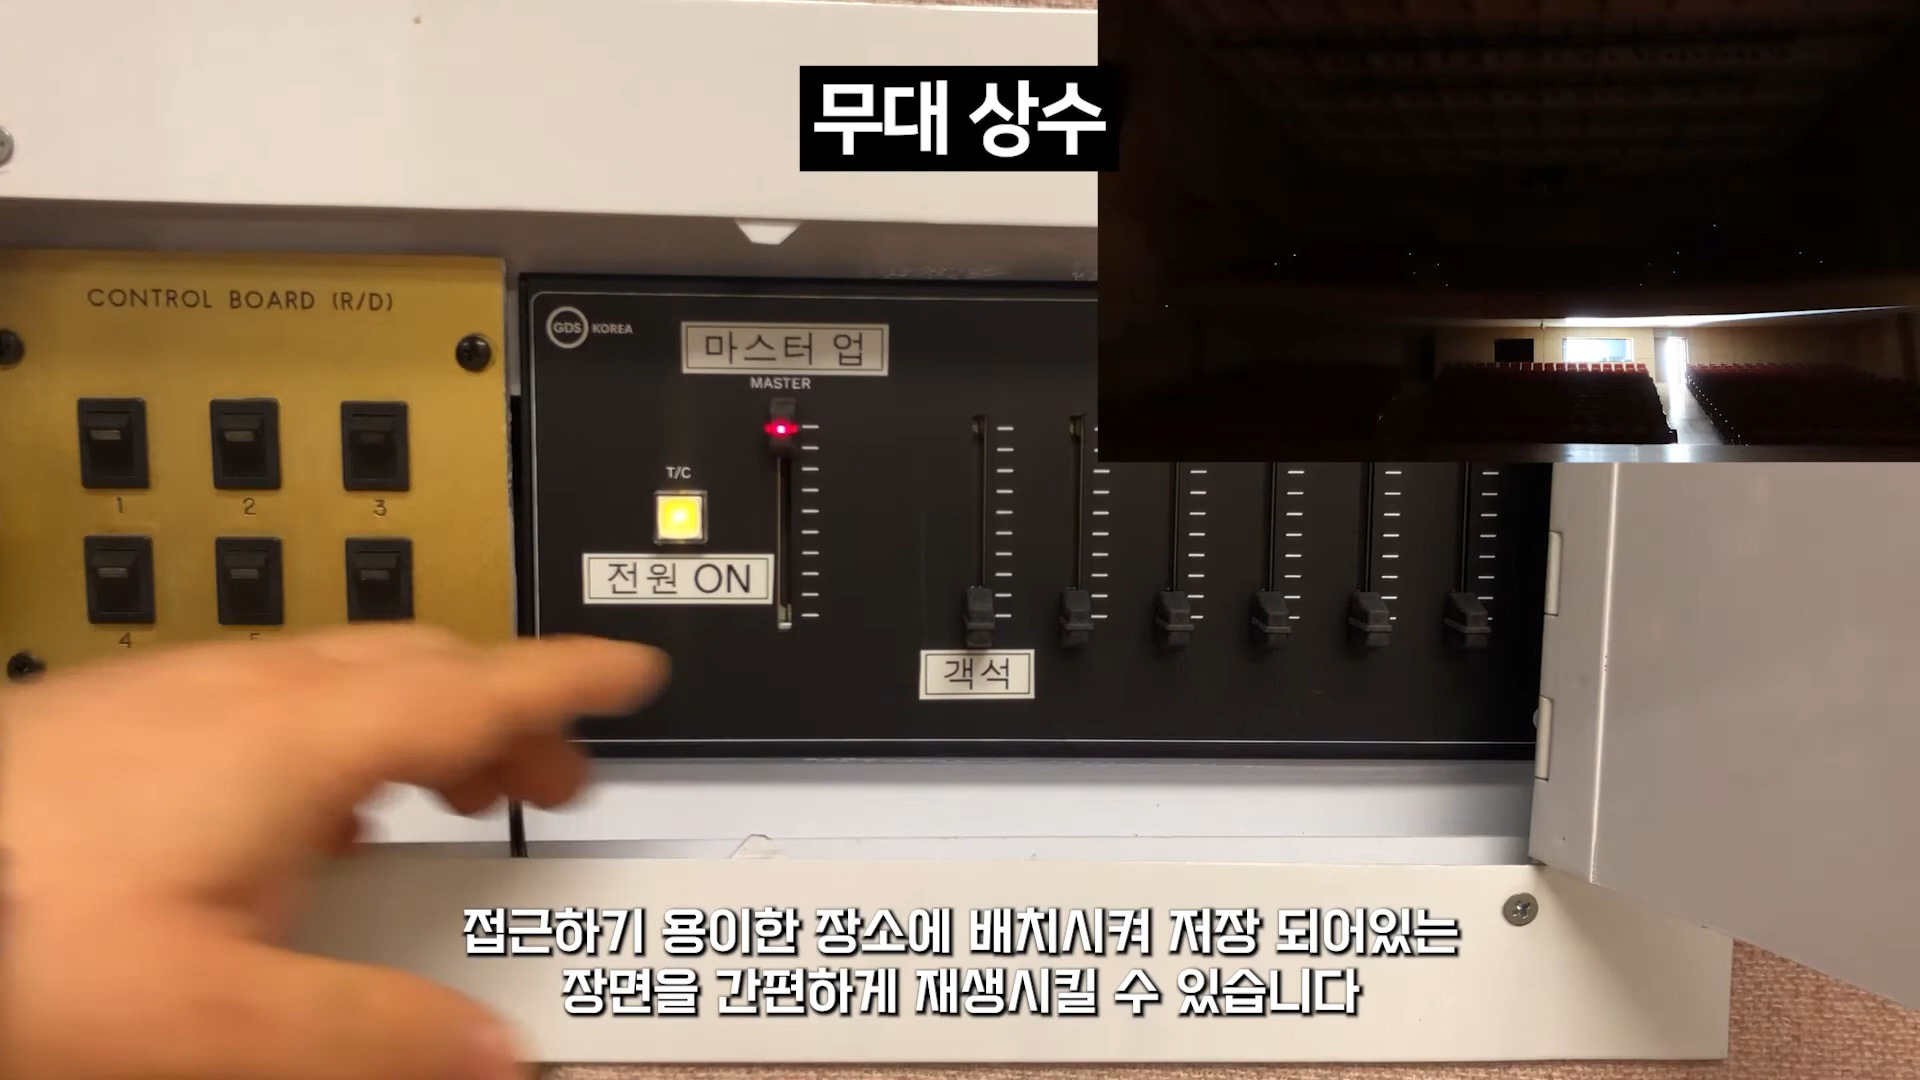 무대 상수
CONTROL BOARD (R/D)
GDS KOREA
마스터 업
MASTER
T/C
전원 ON
1 2 3
4 5
객석
접근하기 용이한 장소에 배치시켜 저장 되어있는
장면을 간편하게 재생시킬 수 있습니다